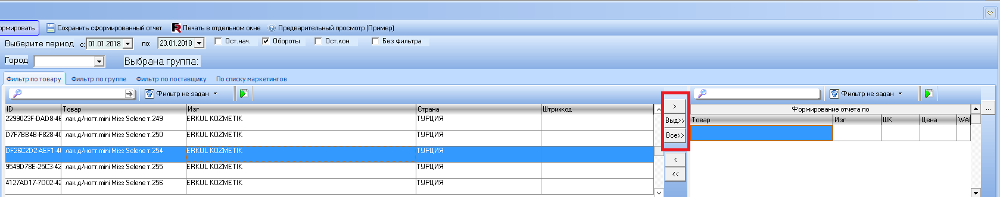 ормировать Сохранить сформированный отчет Печать в отдельном окне Предварительный просмотр (Пример)
Выберите период с: 01.01.2018 по: 23.01.2018 Ост.нач. Обороты Ост.кон. Без фильтра
Город Выбрана группа:
Фильтр по товару Фильтр по группе Фильтр по поставщику По списку маркетингов
Фильтр не задан Фильтр не задан
ID Товар Изг Страна Штрихкод > Формирование отчета по ...
2299023F-DAD8-46 лак д/ногт.mini Miss Selene т.249 ERKUL KOZMETIK ТУРЦИЯ Выд>> Товар Изг ШК Цена WA
D7F7BB4B-F828-40 лак д/ногт.mini Miss Selene т.250 ERKUL KOZMETIK ТУРЦИЯ Все>>
DF26C2D2-AEF1-4 лак д/ногт.mini Miss Selene т.254 ERKUL KOZMETIK ТУРЦИЯ
9549D78E-25C3-42 лак д/ногт.mini Miss Selene т.255 ERKUL KOZMETIK ТУРЦИЯ <
4127AD17-7D02-42 лак д/ногт.mini Miss Selene т.256 ERKUL KOZMETIK ТУРЦИЯ <<